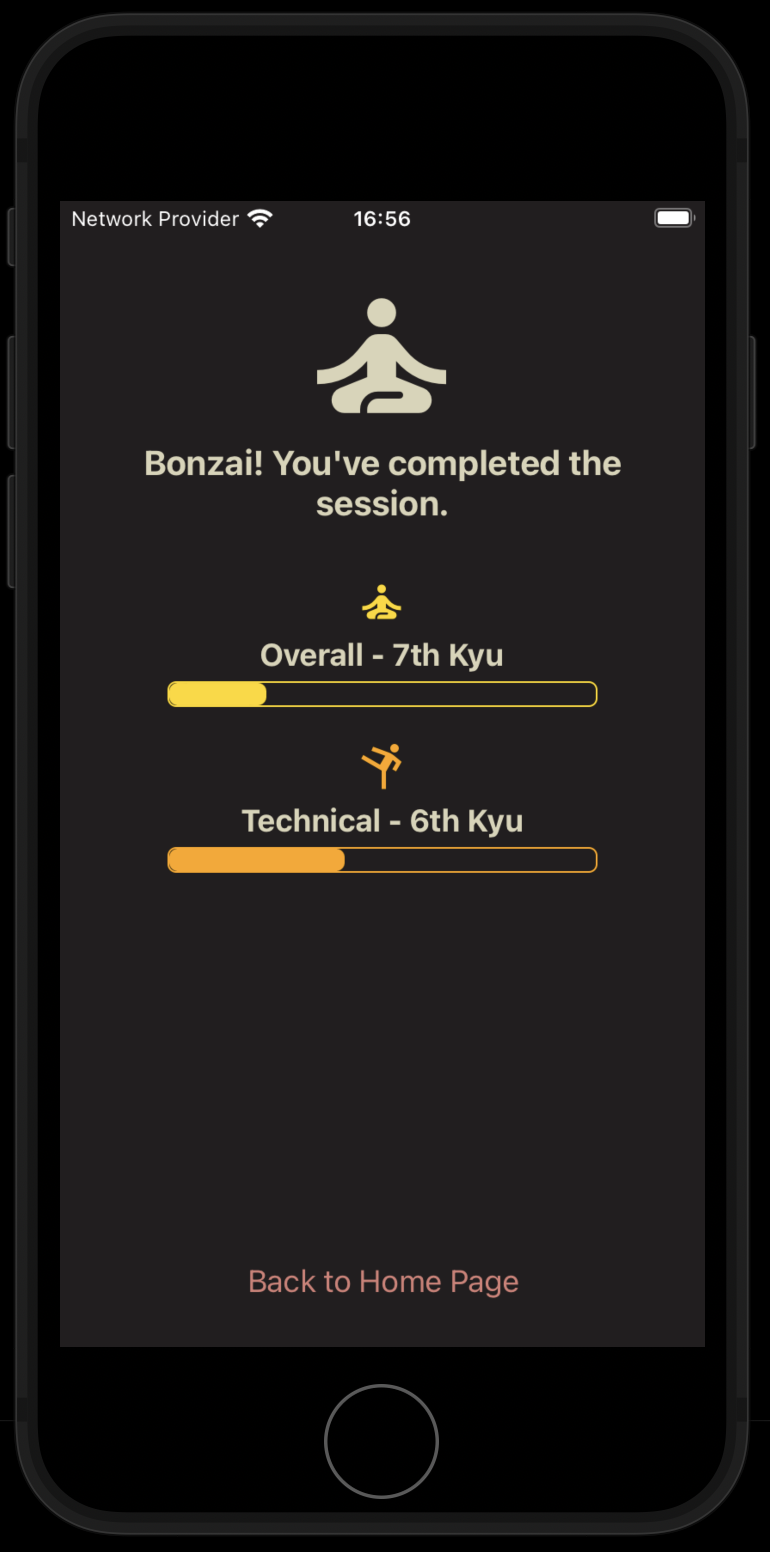 Network Provider 16:56
Bonzai! You've completed the
session.
Overall - 7th Kyu
Technical - 6th Kyu
Back to Home Page